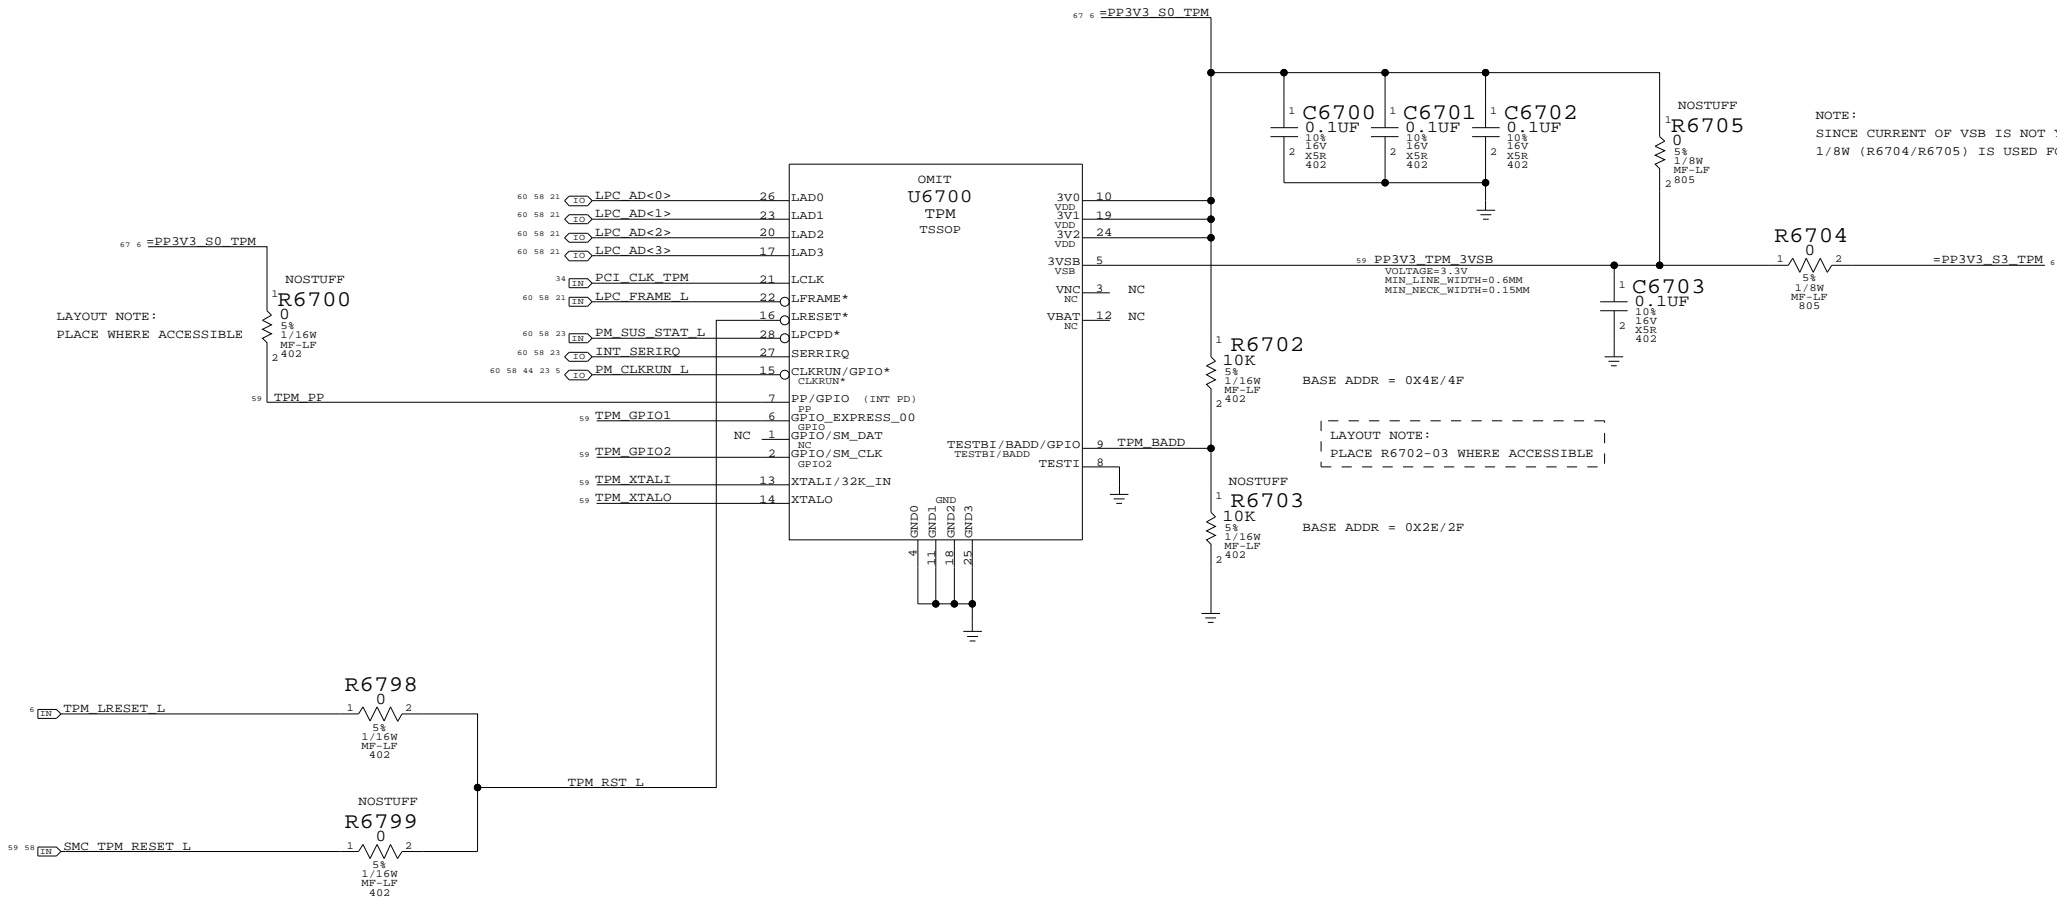 67 6 =PP3V3_S0_TPM
NOSTUFF
1 R6705
0
5%
1/8W
MF-LF
2 805
NOTE:
SINCE CURRENT OF VSB IS NOT
1/8W (R6704/R6705) IS USED
1 C6700
0.1UF
10%
16V
2 X5R
402
1 C6701
0.1UF
10%
16V
2 X5R
402
1 C6702
0.1UF
10%
16V
2 X5R
402
OMIT
U6700
TPM
TSSOP
60 58 21 IO LPC_AD<0> 26 LAD0
60 58 21 IO LPC_AD<1> 23 LAD1
60 58 21 IO LPC_AD<2> 20 LAD2
60 58 21 IO LPC_AD<3> 17 LAD3
34 IN PCI_CLK_TPM 21 LCLK
60 58 21 IN LPC_FRAME_L 22 LFRAME*
16 LRESET*
60 58 23 IN PM_SUS_STAT_L 28 LPCPD*
60 58 23 IO INT_SERIRQ 27 SERRIRQ
60 58 44 23 5 IO PM_CLKRUN_L 15 CLKRUN/GPIO*
CLKRUN*
59 TPM_PP 7 PP/GPIO (INT PD)
PP
59 TPM_GPIO1 6 GPIO_EXPRESS_00
GPIO
NC 1 GPIO/SM_DAT
NC
59 TPM_GPIO2 2 GPIO/SM_CLK
GPIO2
59 TPM_XTALI 13 XTALI/32K_IN
59 TPM_XTALO 14 XTALO
3V0 10
VDD
3V1 19
VDD
3V2 24
VDD
3VSB 5
VSB
VNC 3 NC
NC
VBAT 12 NC
NC
TESTBI/BADD/GPIO 9 TPM_BADD
TESTBI/BADD
TESTI 8
GND
GND0 4
GND1 11
GND2 18
GND3 25
67 6 =PP3V3_S0_TPM
NOSTUFF
1 R6700
0
5%
1/16W
MF-LF
2 402
LAYOUT NOTE:
PLACE WHERE ACCESSIBLE
59 PP3V3_TPM_3VSB
VOLTAGE=3.3V
MIN_LINE_WIDTH=0.6MM
MIN_NECK_WIDTH=0.15MM
R6704
1 0 2
5%
1/8W
MF-LF
805
=PP3V3_S3_TPM 6
1 C6703
0.1UF
10%
16V
2 X5R
402
1 R6702
10K
5%
1/16W
MF-LF
2 402
BASE ADDR = 0X4E/4F
LAYOUT NOTE:
PLACE R6702-03 WHERE ACCESSIBLE
NOSTUFF
1 R6703
10K
5%
1/16W
MF-LF
2 402
BASE ADDR = 0X2E/2F
R6798
6 IN TPM_LRESET_L 1 0 2
5%
1/16W
MF-LF
402
TPM_RST_L
NOSTUFF
R6799
59 58 IN SMC_TPM_RESET_L 1 0 2
5%
1/16W
MF-LF
402